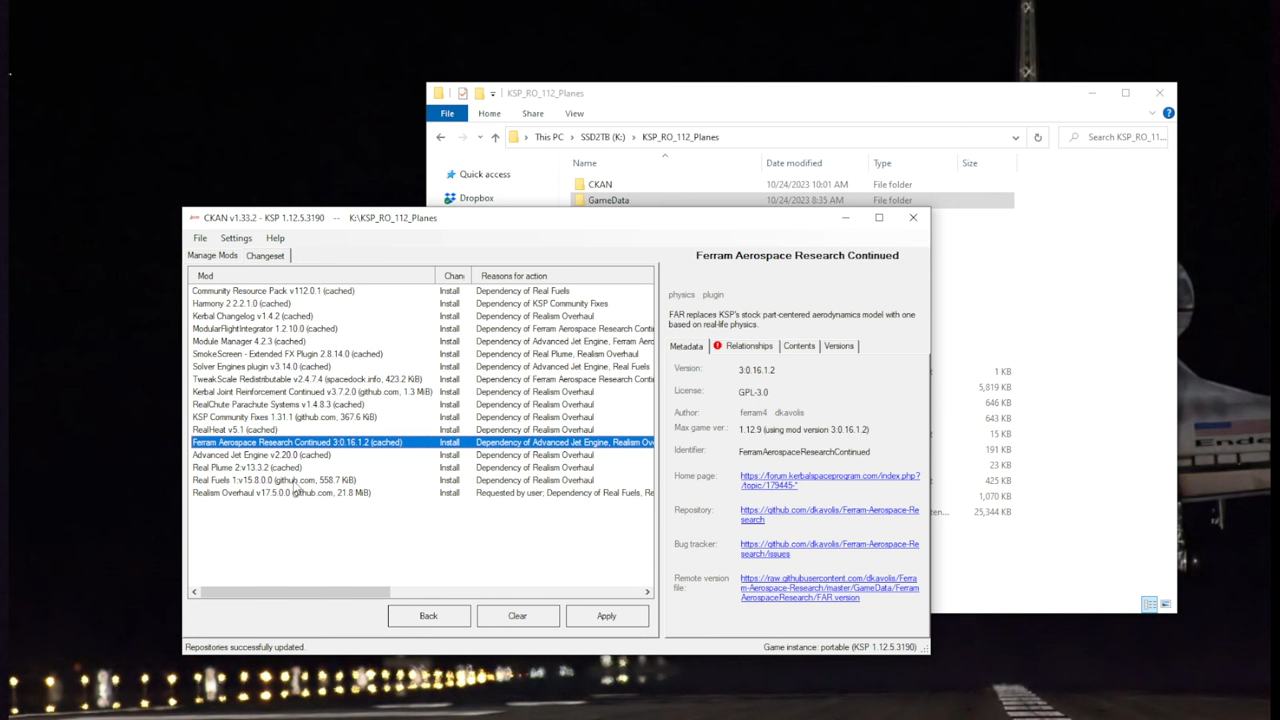 KSP_RO_112_Planes
File
Home
Share
View
This PC
SSD2TB (K:)
KSP_RO_112_Planes
Search KSP_RO_11...
Name
Date modified
Type
Size
Quick access
Dropbox
CKAN
10/24/2023 10:01 AM
File folder
GameData
10/24/2023 8:35 AM
File folder
1 KB
5,819 KB
646 KB
643 KB
15 KB
191 KB
23 KB
425 KB
1,070 KB
en...
25,344 KB
CKAN v1.33.2 - KSP 1.12.5.3190 -- K:\KSP_RO_112_Planes
File
Settings
Help
Manage Mods
Changeset
Mod
Chan
Reasons for action
Community Resource Pack v112.0.1 (cached)
Install
Dependency of Real Fuels
Harmony 2 2.2.1.0 (cached)
Install
Dependency of KSP Community Fixes
Kerbal Changelog v1.4.2 (cached)
Install
Dependency of Realism Overhaul
ModularFlightIntegrator 1.2.10.0 (cached)
Install
Dependency of Ferram Aerospace Research Conti
Module Manager 4.2.3 (cached)
Install
Dependency of Advanced Jet Engine, Ferram Aero
SmokeScreen - Extended FX Plugin 2.8.14.0 (cached)
Install
Dependency of Real Plume, Realism Overhaul
Solver Engines plugin v3.14.0 (cached)
Install
Dependency of Advanced Jet Engine, Real Fuels
TweakScale Redistributable v2.4.7.4 (spacedock.info, 423.2 KiB)
Install
Dependency of Ferram Aerospace Research Conti
Kerbal Joint Reinforcement Continued v3.7.2.0 (github.com, 1.3 MiB)
Install
Dependency of Realism Overhaul
RealChute Parachute Systems v1.4.8.3 (cached)
Install
Dependency of Realism Overhaul
KSP Community Fixes 1.31.1 (github.com, 367.6 KiB)
Install
Dependency of Realism Overhaul
RealHeat v5.1 (cached)
Install
Dependency of Realism Overhaul
Ferram Aerospace Research Continued 3:0.16.1.2 (cached)
Install
Dependency of Advanced Jet Engine, Realism Ov
Advanced Jet Engine v2.20.0 (cached)
Install
Dependency of Realism Overhaul
Real Plume 2:v13.3.2 (cached)
Install
Dependency of Realism Overhaul
Real Fuels 1:v15.8.0.0 (github.com, 558.7 KiB)
Install
Dependency of Realism Overhaul
Realism Overhaul v17.5.0.0 (github.com, 21.8 MiB)
Install
Requested by user; Dependency of Real Fuels, Re
Back
Clear
Apply
Ferram Aerospace Research Continued
physics plugin
FAR replaces KSP's stock part-centered aerodynamics model with one
based on real-life physics.
Metadata
Relationships
Contents
Versions
Version:
3:0.16.1.2
License:
GPL-3.0
Author:
ferram4 dkavolis
Max game ver.:
1.12.9 (using mod version 3:0.16.1.2)
Identifier:
FerramAerospaceResearchContinued
Home page:
https://forum.kerbalspaceprogram.com/index.php?
/topic/179445-*
Repository:
https://github.com/dkavolis/Ferram-Aerospace-Re
search
Bug tracker:
https://github.com/dkavolis/Ferram-Aerospace-Re
search/issues
Remote version
file:
https://raw.githubusercontent.com/dkavolis/Ferra
m-Aerospace-Research/master/GameData/Ferram
AerospaceResearch/FAR.version
Repositories successfully updated.
Game instance: portable (KSP 1.12.5.3190)